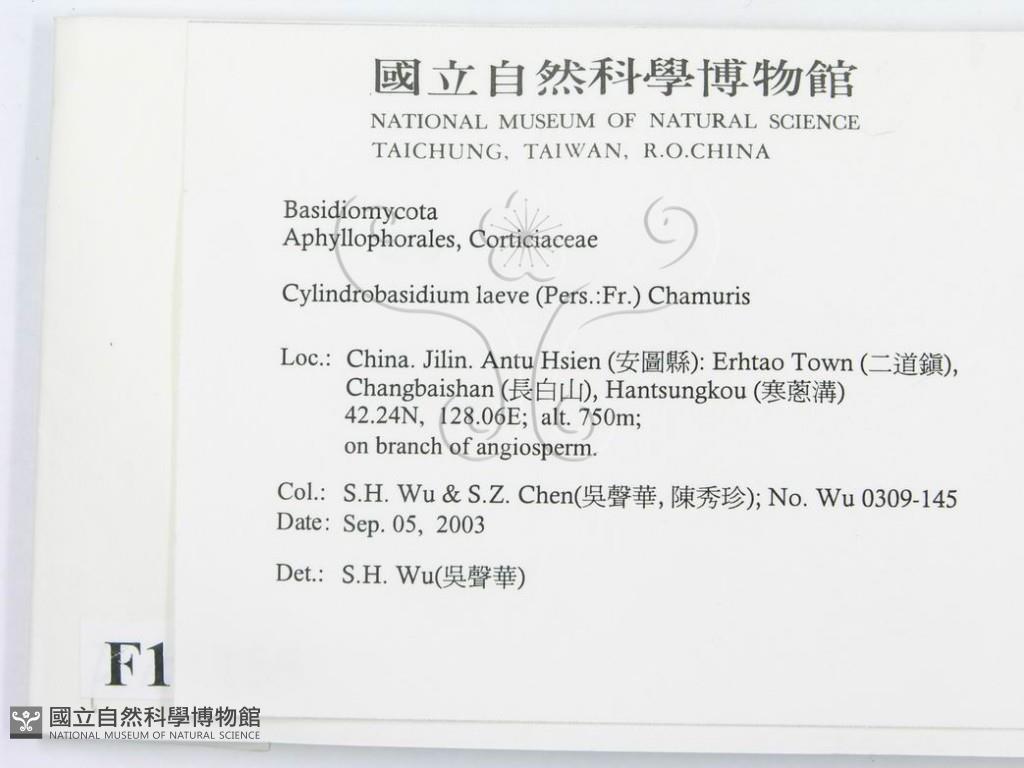 國立自然科學博物館
NATIONAL MUSEUM OF NATURAL SCIENCE
TAICHUNG, TAIWAN, R.O.CHINA
Basidiomycota
Aphyllophorales, Corticiaceae
Cylindrobasidium laeve (Pers.:Fr.) Chamuris
Loc.: China. Jilin. Antu Hsien (安圖縣): Erhtao Town (二道鎮),
Changbaishan (長白山), Hantsungkou (寒蔥溝)
42.24N, 128.06E; alt. 750m;
on branch of angiosperm.
Col.: S.H. Wu & S.Z. Chen(吳聲華, 陳秀珍); No. Wu 0309-145
Date: Sep. 05, 2003
Det.: S.H. Wu(吳聲華)
F1
國立自然科學博物館
NATIONAL MUSEUM OF NATURAL SCIENCE